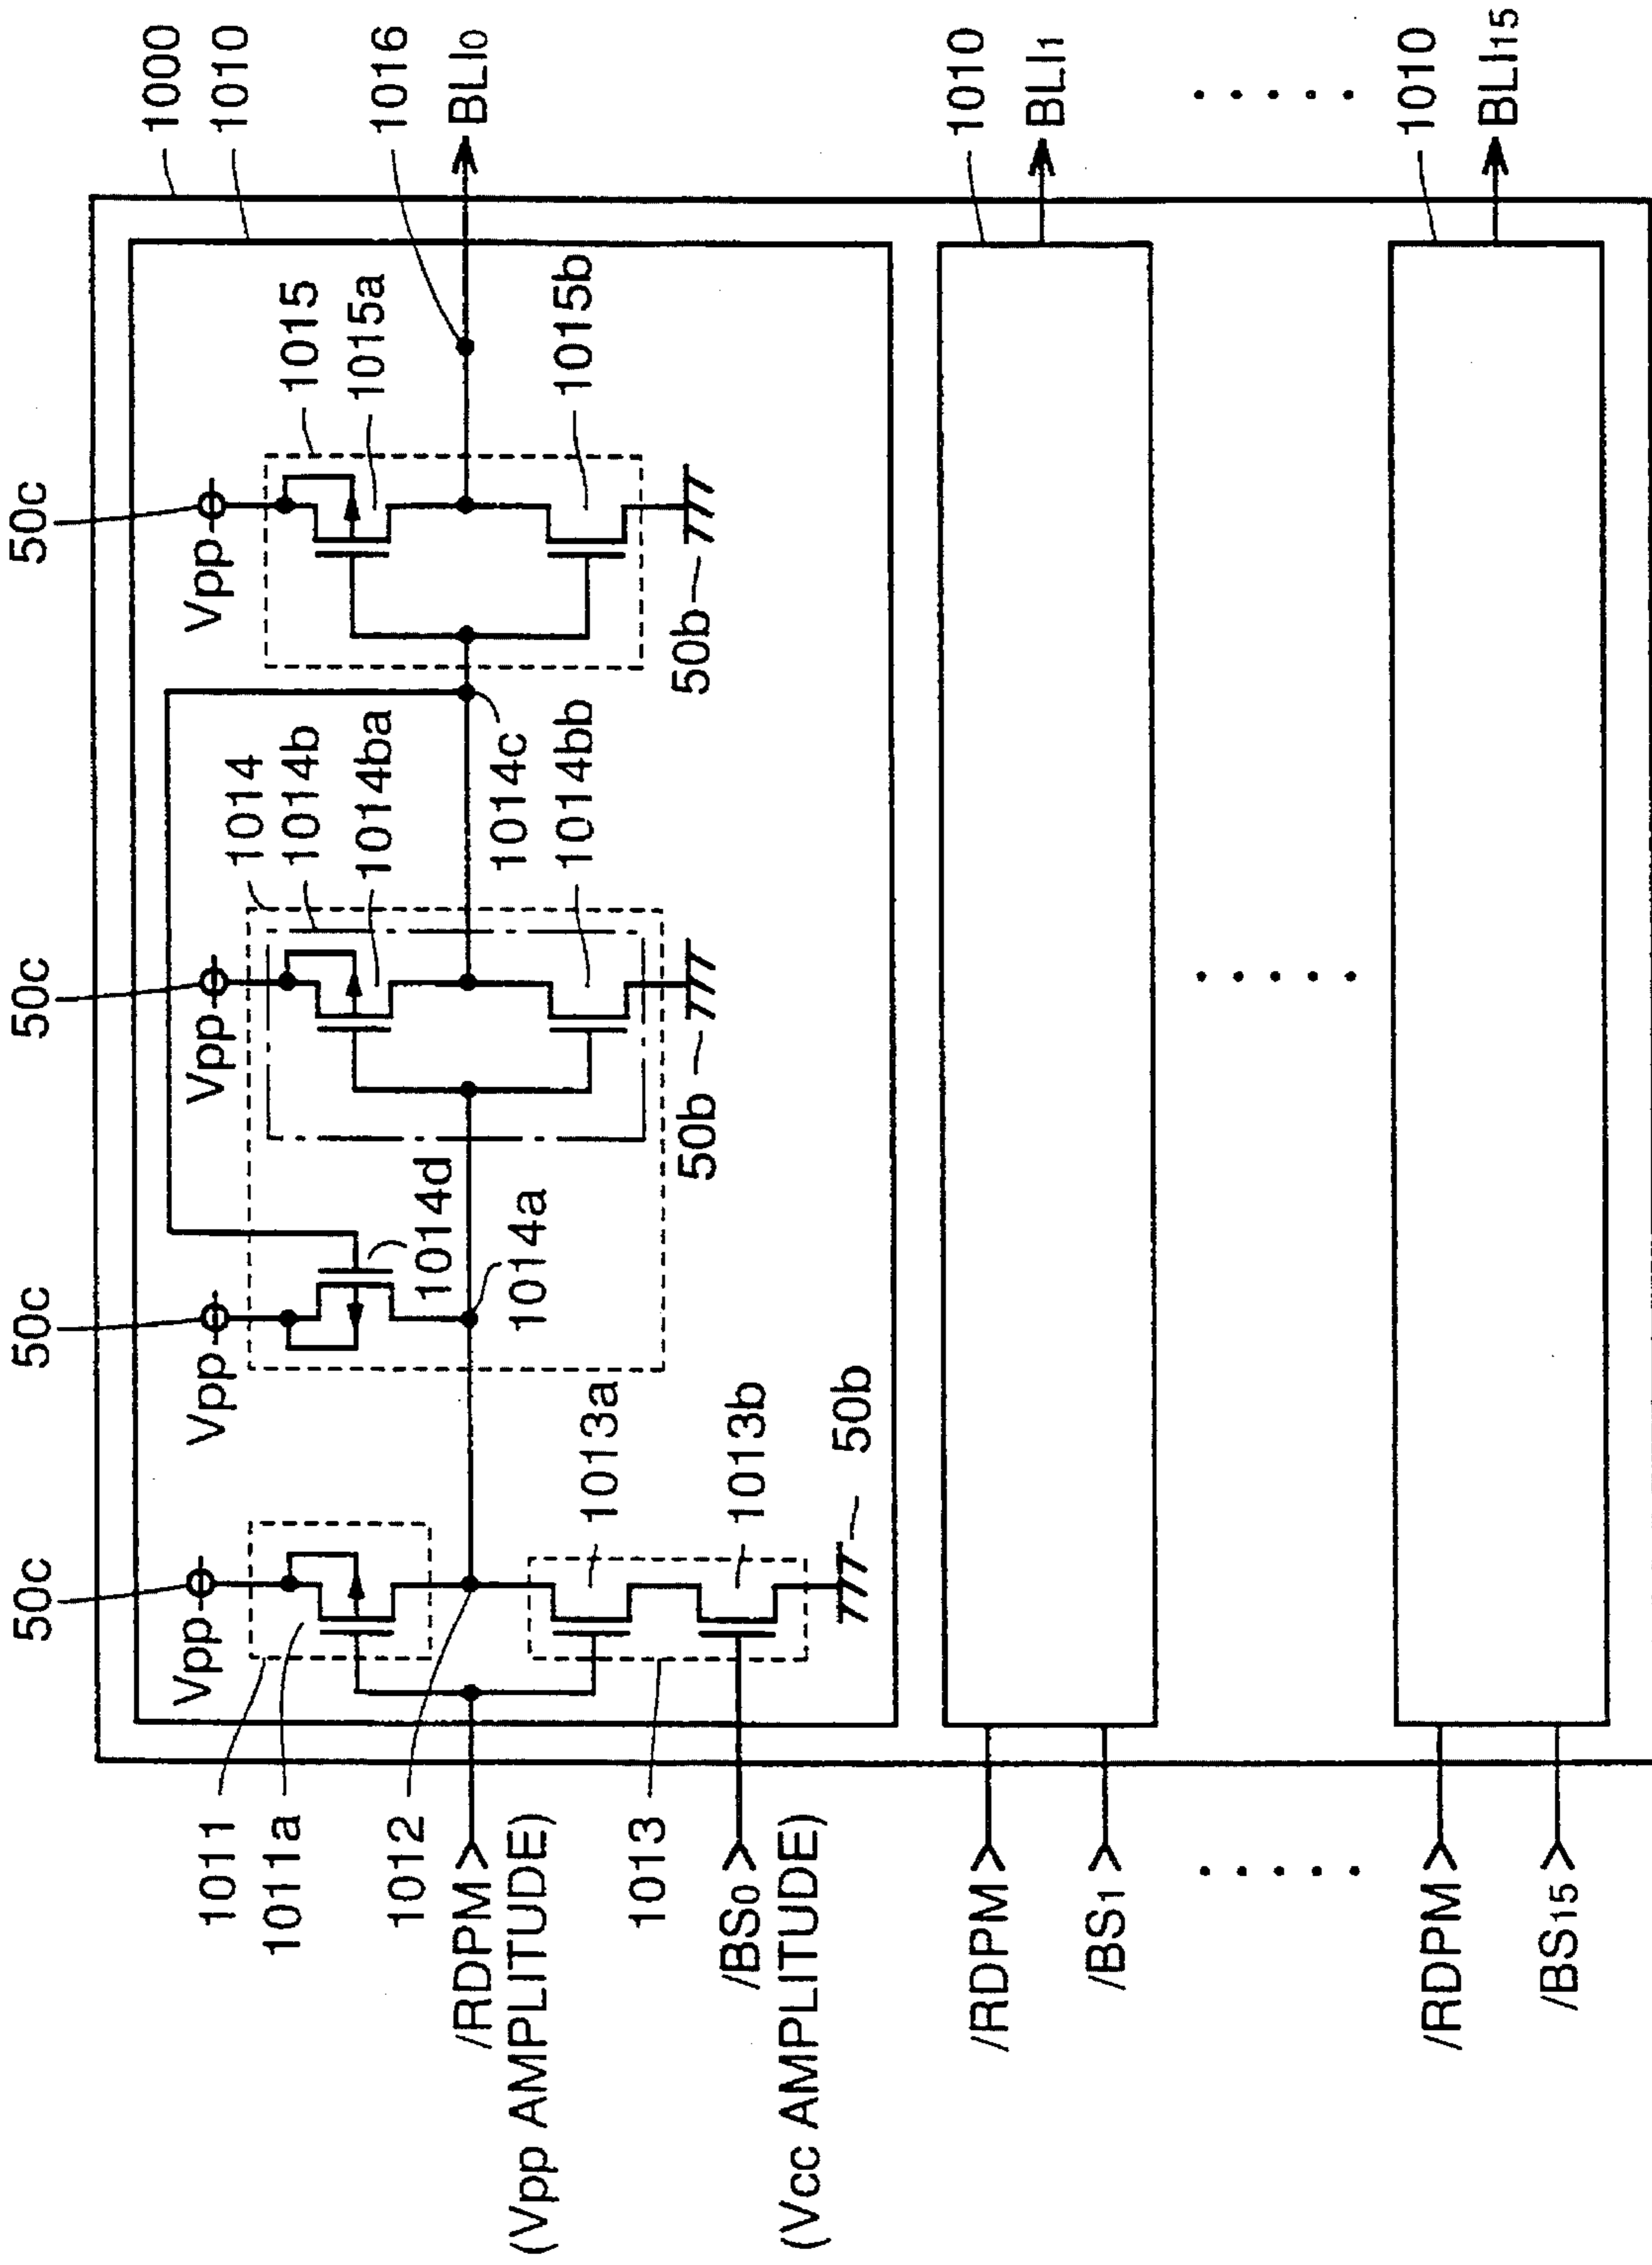 50c
50c
50c
50c
1000
1010
Vpp
Vpp
Vpp
Vpp
1011
1011a
1014
1014b
1014ba
1015
1015a
1016
1012
1014d
1014a
1014c
/RDPM
(Vpp AMPLITUDE)
BLI0
1013a
1014bb
1015b
1013
1013b
50b
50b
50b
/BS0
(Vcc AMPLITUDE)
1010
/RDPM
BLI1
/BS1
1010
/RDPM
BLI15
/BS15